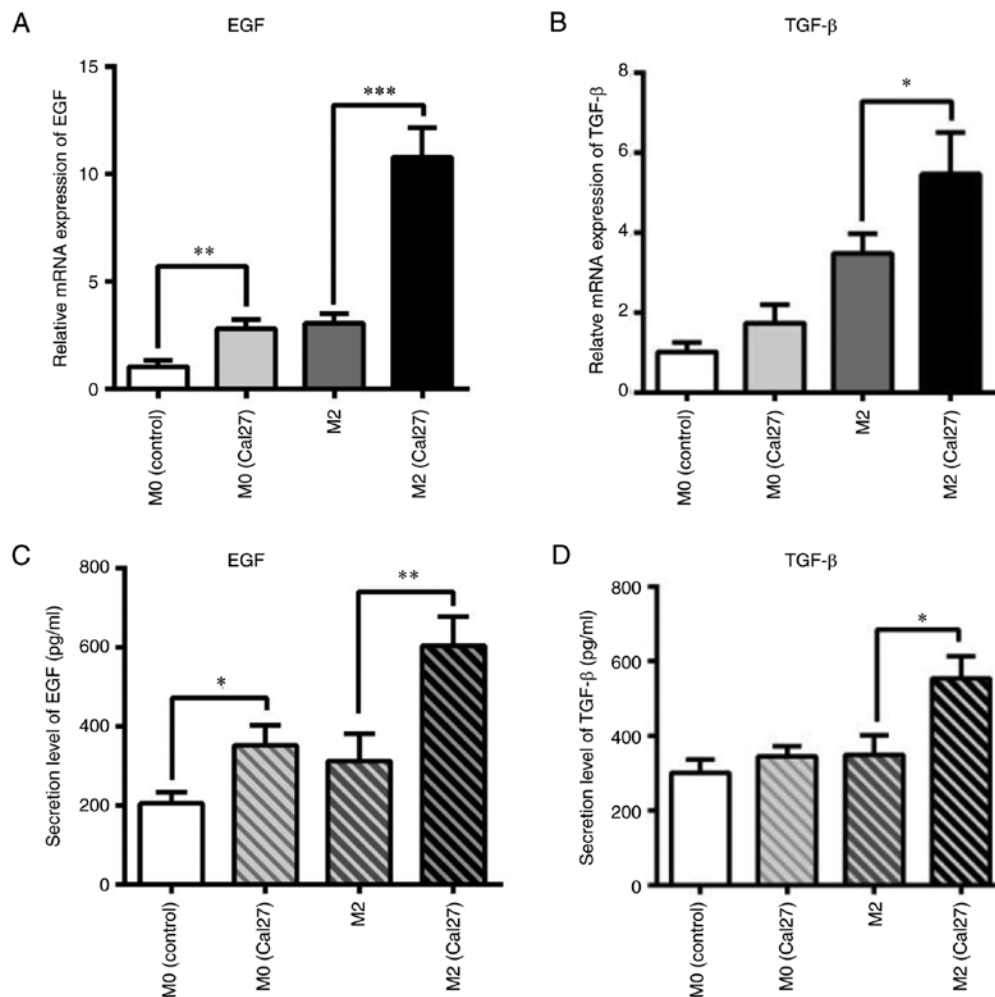 A
EGF
Relative mRNA expression of EGF
15
10
5
0
**
***
M0 (control)
M0 (Cal27)
M2
M2 (Cal27)
B
TGF-β
Relative mRNA expression of TGF-β
8
6
4
2
0
*
M0 (control)
M0 (Cal27)
M2
M2 (Cal27)
C
EGF
Secretion level of EGF (pg/ml)
800
600
400
200
0
*
**
M0 (control)
M0 (Cal27)
M2
M2 (Cal27)
D
TGF-β
Secretion level of TGF-β (pg/ml)
800
600
400
200
0
*
M0 (control)
M0 (Cal27)
M2
M2 (Cal27)